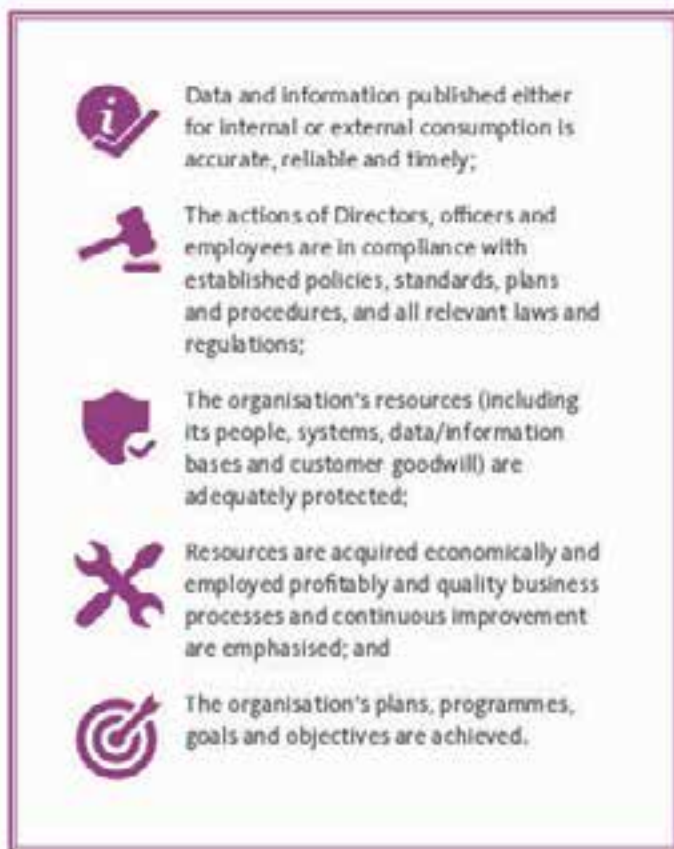 Data and information published either
for internal or external consumption is
accurate, reliable and timely;
The actions of Directors, officers and
employees are in compliance with
established policies, standards, plans
and procedures, and all relevant laws and
regulations;
The organisation's resources (including
its people, systems, data/information
bases and customer goodwill) are
adequately protected;
Resources are acquired economically and
employed profitably and quality business
processes and continuous improvement
are emphasised; and
The organisation's plans, programmes,
goals and objectives are achieved.